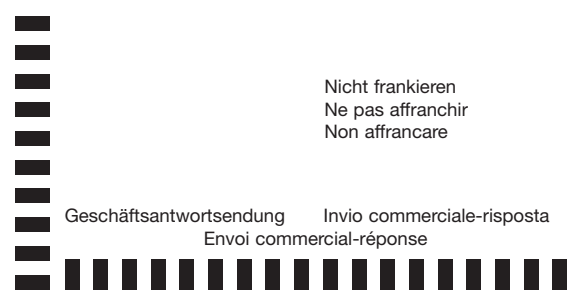 Nicht frankieren
Ne pas affranchir
Non affrancare
Geschäftsantwortsendung Invio commerciale-risposta
Envoi commercial-réponse